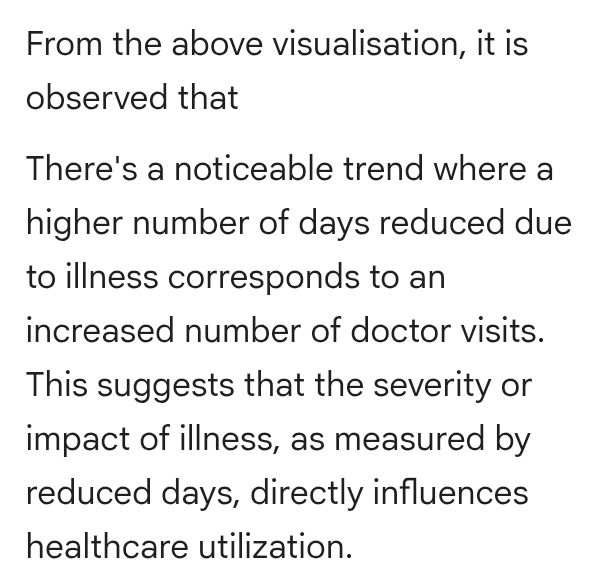 From the above visualisation, it is
observed that
There's a noticeable trend where a
higher number of days reduced due
to illness corresponds to an
increased number of doctor visits.
This suggests that the severity or
impact of illness, as measured by
reduced days, directly influences
healthcare utilization.